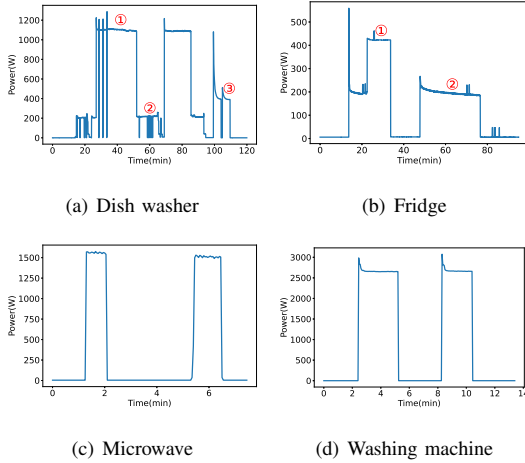 Power(W)
1200
1000
800
600
400
200
0
①
②
③
0 20 40 60 80 100 120
Time(min)
(a) Dish washer
Power(W)
500
400
300
200
100
0
①
②
0 20 40 60 80
Time(min)
(b) Fridge
Power(W)
1500
1250
1000
750
500
250
0
0 2 4 6
Time(min)
(c) Microwave
Power(W)
3000
2500
2000
1500
1000
500
0
0 2 4 6 8 10 12 14
Time(min)
(d) Washing machine